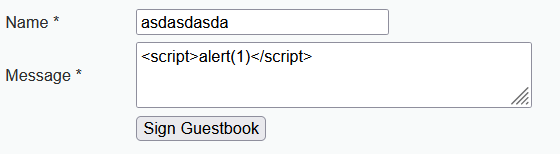 Name * asdasdasda
Message * <script>alert(1)</script>
Sign Guestbook